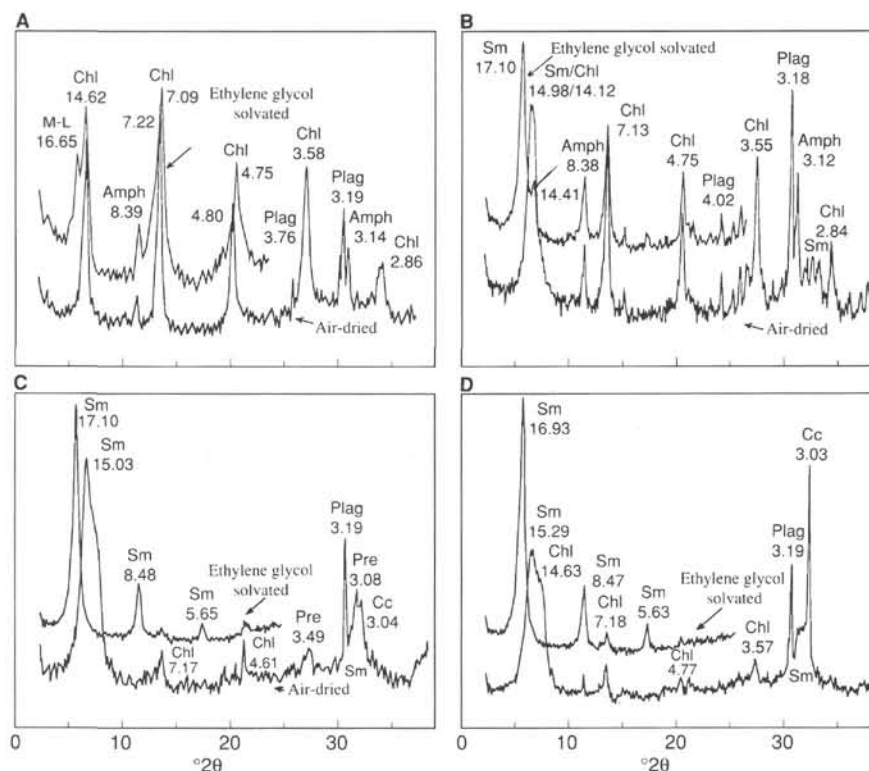 A
Chl
14.62
Chl
7.09
M-L
16.65
7.22
Ethylene glycol
solvated
Amph
8.39
Chl
4.75
4.80
Chl
3.58
Plag
3.76
Plag
3.19
Amph
3.14
Chl
2.86
Air-dried
B
Sm
17.10
Ethylene glycol solvated
Sm/Chl
14.98/14.12
Amph
8.38
14.41
Chl
7.13
Chl
4.75
Plag
4.02
Chl
3.55
Plag
3.18
Amph
3.12
Sm
Chl
2.84
Air-dried
C
Sm
17.10
Sm
15.03
Sm
8.48
Sm
5.65
Ethylene glycol
solvated
Chl
7.17
Chl
4.61
Air-dried
Pre
3.49
Plag
3.19
Pre
3.08
Cc
3.04
Sm
0 10 20 30
°2θ
D
Sm
16.93
Sm
15.29
Chl
14.63
Sm
8.47
Chl
7.18
Sm
5.63
Ethylene glycol
solvated
Chl
4.77
Chl
3.57
Plag
3.19
Cc
3.03
Sm
0 10 20 30
°2θ